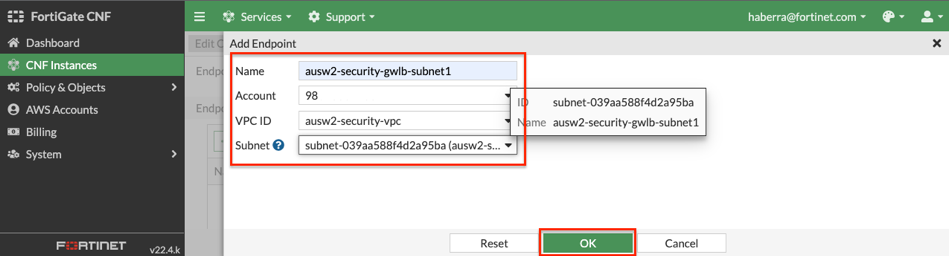 FortiGate CNF
Services
Support
haberra@fortinet.com
Dashboard
CNF Instances
Policy & Objects
AWS Accounts
Billing
System
FORTINET
v22.4.k
Edit C
Endpo
Endpo
N
Add Endpoint
Name ausw2-security-gwlb-subnet1
Account 98
VPC ID ausw2-security-vpc
Subnet subnet-039aa588f4d2a95ba (ausw2-s...
ID subnet-039aa588f4d2a95ba
Name ausw2-security-gwlb-subnet1
Reset
OK
Cancel